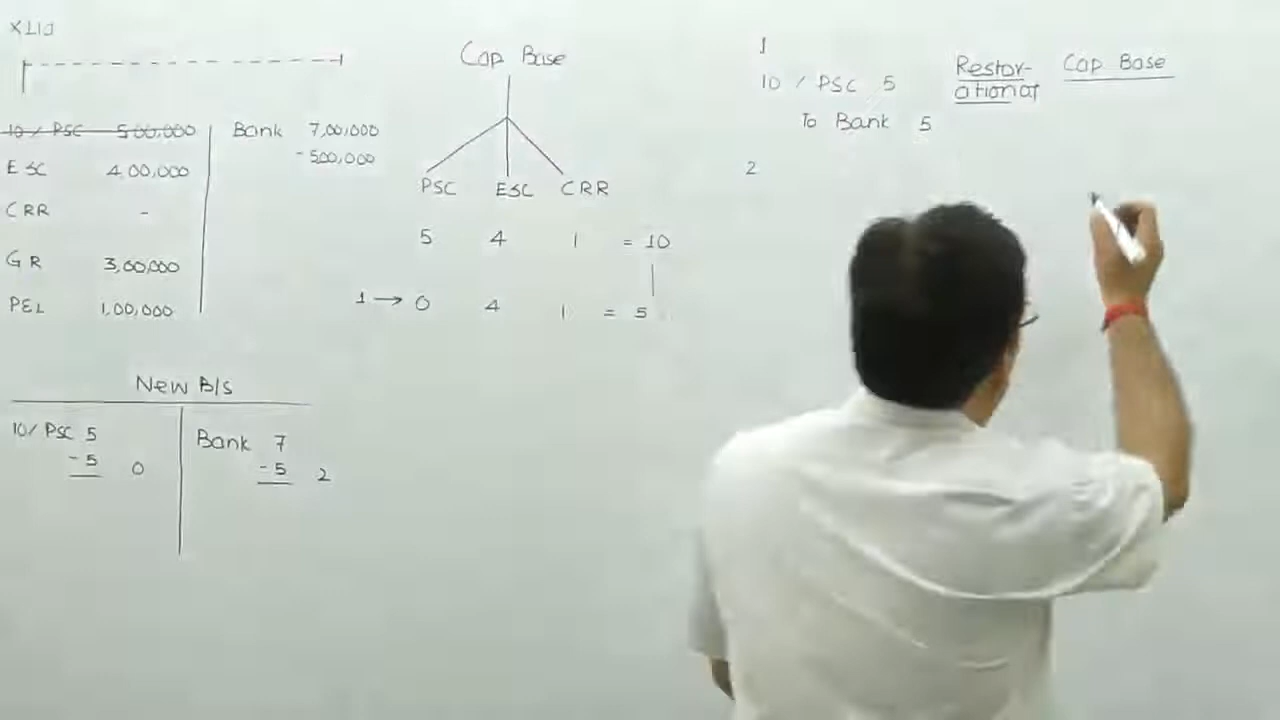 X Ltd
10 / PSC 5,00,000 Bank 7,00,000
- 5,00,000
ESC 4,00,000
CRR -
GR 3,00,000
P&L 1,00,000
New B/S
10 / PSC 5 Bank 7
- 5 0 - 5 2
Cap Base
PSC ESC CRR
5 4 1 = 10
1 → 0 4 1 = 5
1
10 / PSC 5
To Bank 5
2
Restor-
ation of
Cap Base